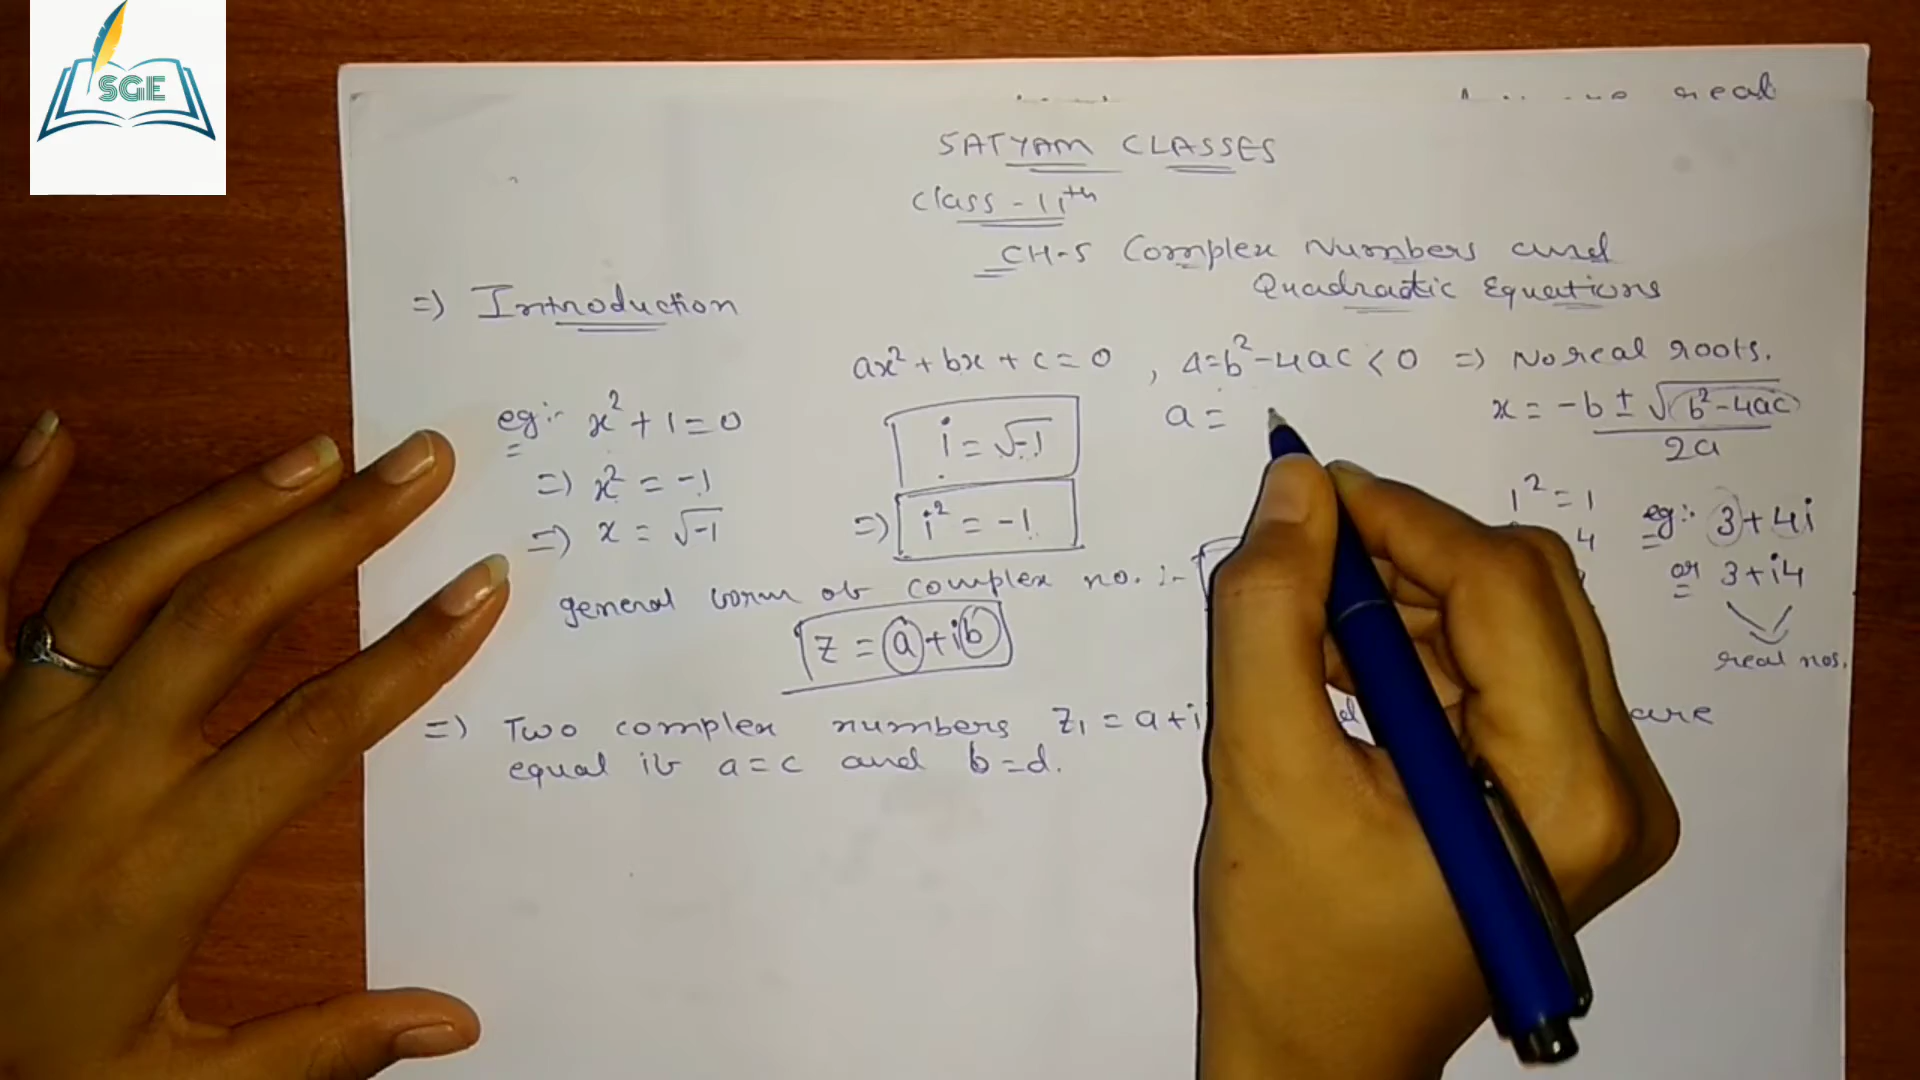 SGE
real
SATYAM CLASSES
Class - 11th
CH-5 Complex Numbers and
Quadratic Equations
=) Introduction
ax² + bx + c = 0 , Δ=b²-4ac < 0 => No real roots.
eg:- x² + 1 = 0
i = √-1
a =
x = -b ± √b²-4ac
2a
=) x² = -1
=) i² = -1
1² = 1
eg:- 3+4i
=) x = √-1
4
or 3+i4
general form of complex no. :-
z = a+ib
real nos.
=) Two complex numbers z₁ = a+i d are
equal if a=c and b=d.